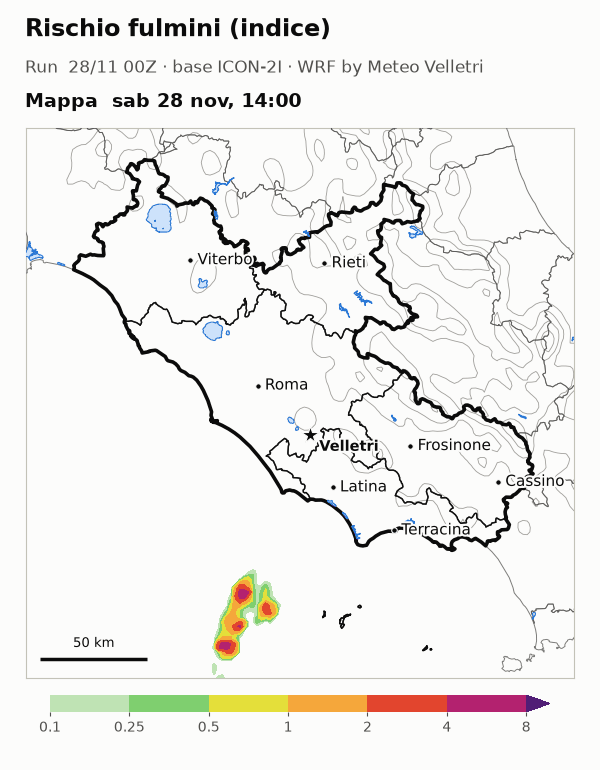 Rischio fulmini (indice)
Run 28/11 00Z · base ICON-2I · WRF by Meteo Velletri
Mappa sab 28 nov, 14:00
Viterbo
Rieti
Roma
Velletri
Frosinone
Latina
Cassino
Terracina
50 km
0.1 0.25 0.5 1 2 4 8